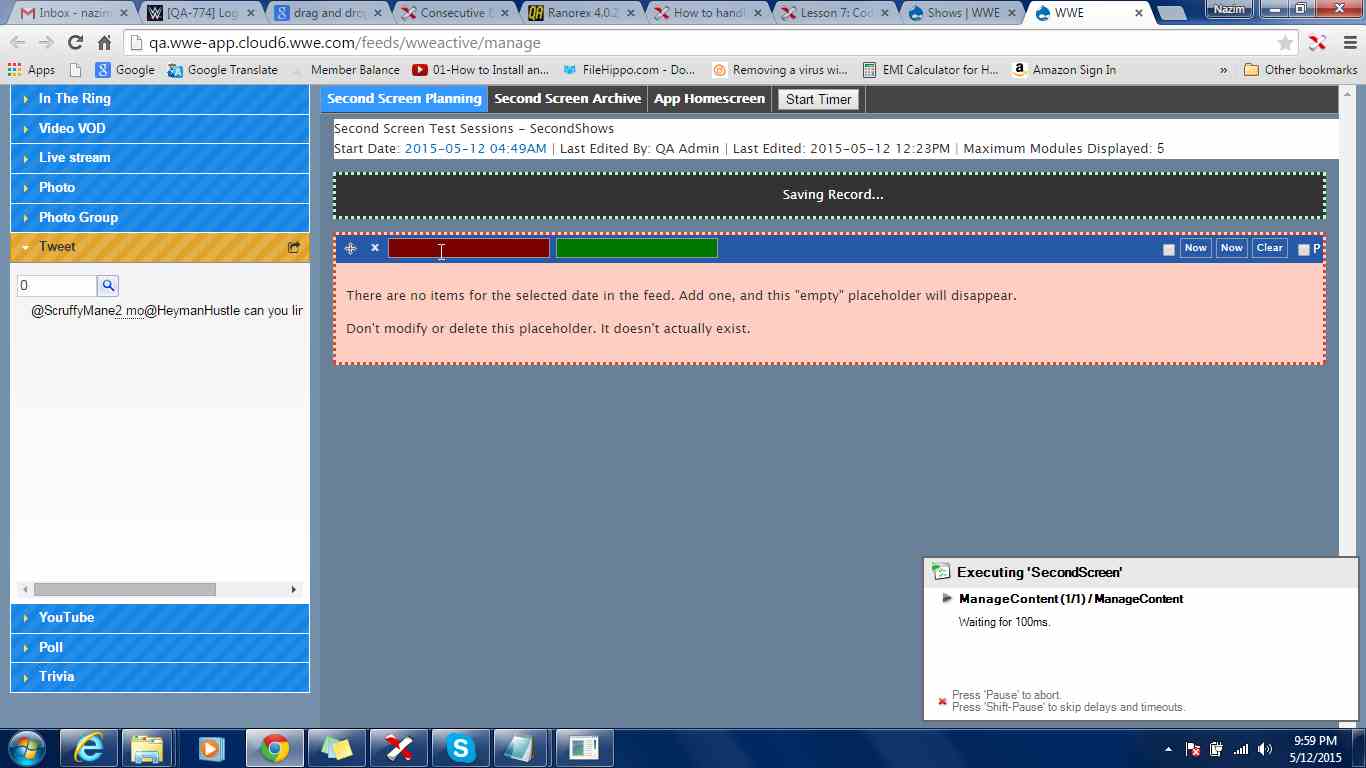 Inbox - nazim
[QA-774] Log
drag and dro
Consecutive
Ranorex 4.0.2
How to handl
Lesson 7: Cod
Shows | WWE
WWE
Nazim
qa.wwe-app.cloud6.wwe.com/feeds/wweactive/manage
Apps
Google
Google Translate
Member Balance
01-How to Install an...
FileHippo.com - Do...
Removing a virus wi...
EMI Calculator for H...
Amazon Sign In
»
Other bookmarks
In The Ring
Video VOD
Live stream
Photo
Photo Group
Tweet
0
@ScruffyMane2 mo@HeymanHustle can you lin
YouTube
Poll
Trivia
Second Screen Planning
Second Screen Archive
App Homescreen
Start Timer
Second Screen Test Sessions - SecondShows
Start Date: 2015-05-12 04:49AM | Last Edited By: QA Admin | Last Edited: 2015-05-12 12:23PM | Maximum Modules Displayed: 5
Saving Record...
Now Now Clear P
There are no items for the selected date in the feed. Add one, and this "empty" placeholder will disappear.
Don't modify or delete this placeholder. It doesn't actually exist.
Executing 'SecondScreen'
ManageContent (1/1) / ManageContent
Waiting for 100ms.
Press 'Pause' to abort.
Press 'Shift-Pause' to skip delays and timeouts.
9:59 PM
5/12/2015